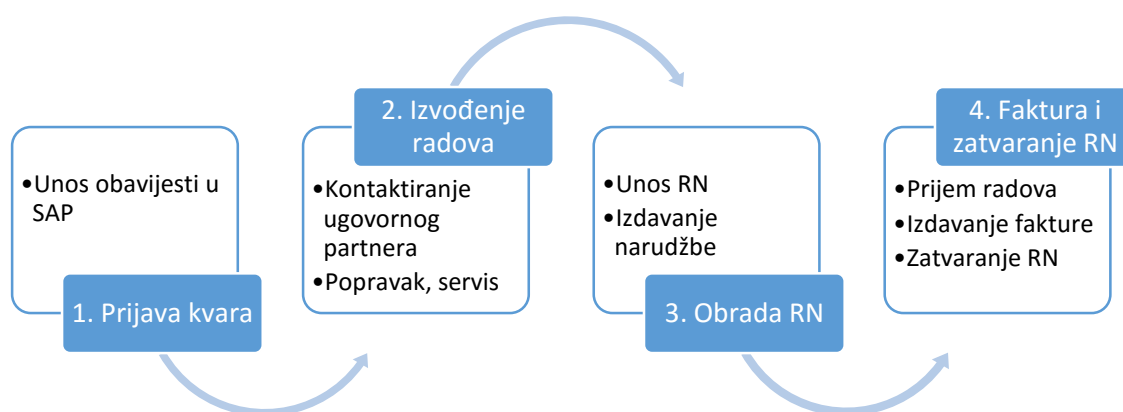 •Unos obavijesti u
SAP
1. Prijava kvara
2. Izvođenje
radova
•Kontaktiranje
ugovornog
partnera
•Popravak, servis
•Unos RN
•Izdavanje
narudžbe
3. Obrada RN
4. Faktura i
zatvaranje RN
•Prijem radova
•Izdavanje fakture
•Zatvaranje RN